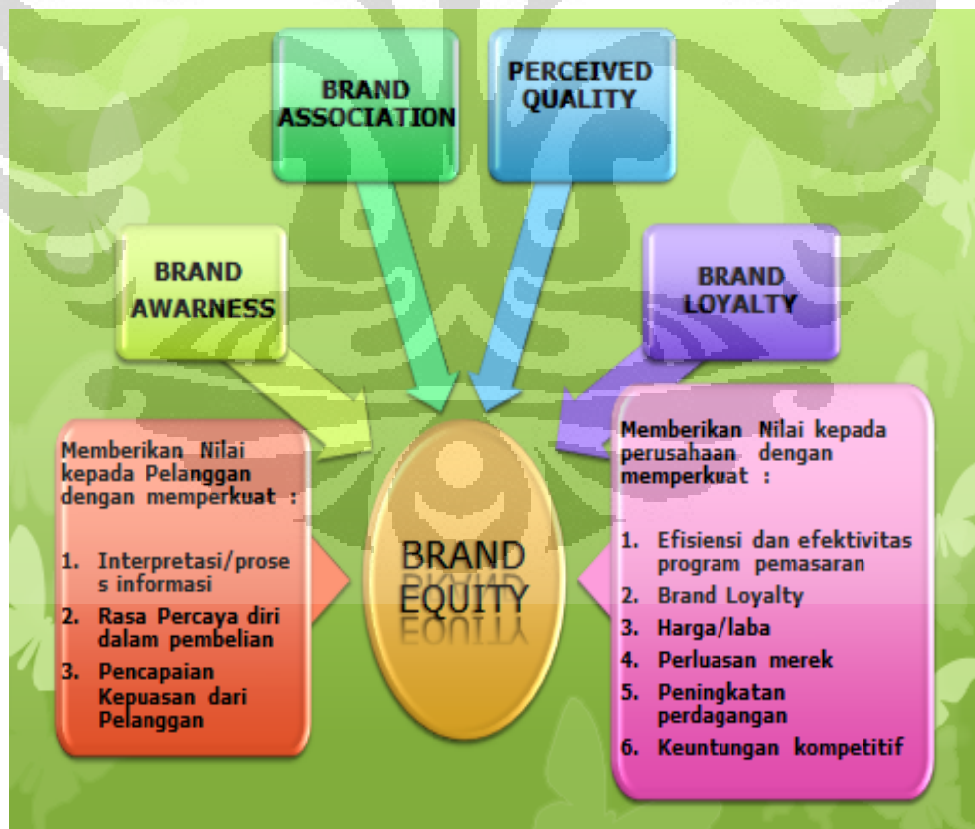 BRAND
ASSOCIATION
PERCEIVED
QUALITY
BRAND
AWARNESS
BRAND
LOYALTY
Memberikan Nilai
kepada Pelanggan
dengan memperkuat :
1. Interpretasi/prose
s informasi
2. Rasa Percaya diri
dalam pembelian
3. Pencapaian
Kepuasan dari
Pelanggan
BRAND
EQUITY
Memberikan Nilai kepada
perusahaan dengan
memperkuat :
1. Efisiensi dan efektivitas
program pemasaran
2. Brand Loyalty
3. Harga/laba
4. Perluasan merek
5. Peningkatan
perdagangan
6. Keuntungan kompetitif